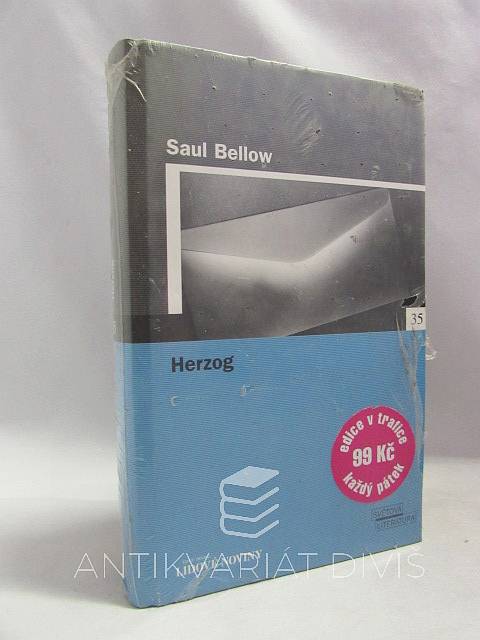 Saul Bellow
35
Herzog
edice v trafice
99 Kč
každý pátek
SVĚTOVÁ
LITERATURA
LIDOVÉ NOVINY
ANTIKVARIÁT DIVIŠ